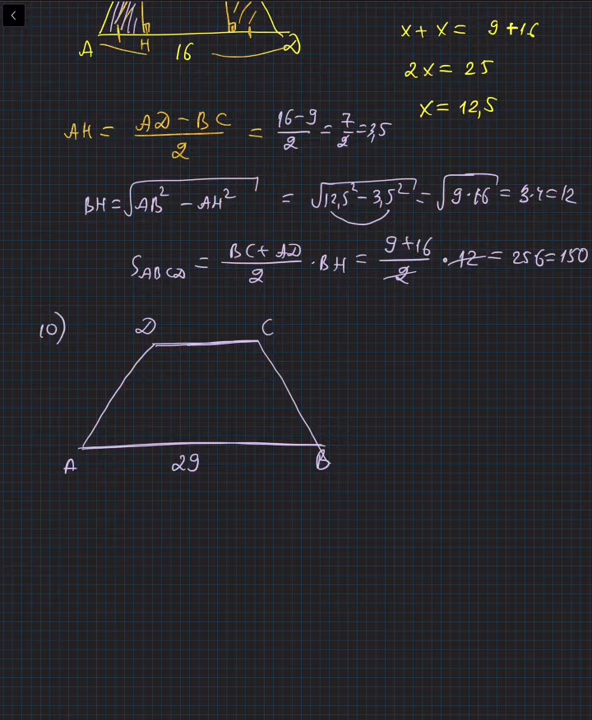 A H 16 D
x + x = 9 + 16
2x = 25
x = 12,5
AH = AD - BC / 2 = 16-9 / 2 = 7/2 = 3,5
BH = √AB² - AH² = √12,5² - 3,5² = √9·16 = 3·4 = 12
S ABCD = BC + AD / 2 · BH = 9+16 / 2 · 12 = 25·6 = 150
10) D C
A 29 B